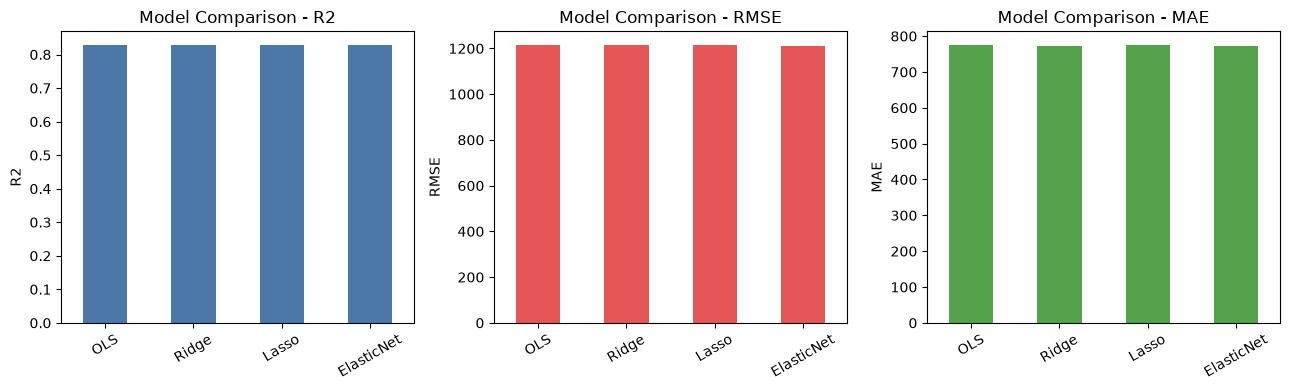 Model Comparison - R2
R2
0.8
0.7
0.6
0.5
0.4
0.3
0.2
0.1
0.0
OLS
Ridge
Lasso
ElasticNet
Model Comparison - RMSE
RMSE
1200
1000
800
600
400
200
0
OLS
Ridge
Lasso
ElasticNet
Model Comparison - MAE
MAE
800
700
600
500
400
300
200
100
0
OLS
Ridge
Lasso
ElasticNet